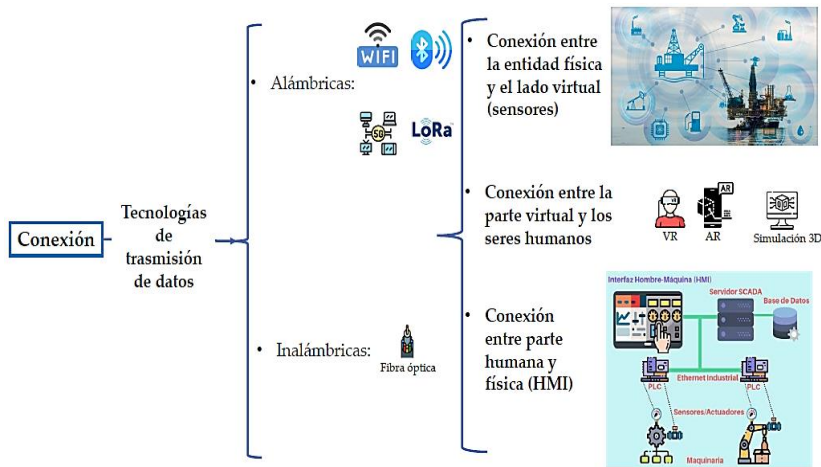 Conexión
Tecnologías
de
trasmisión
de datos
• Alámbricas:
WIFI
5G
LoRa
• Inalámbricas:
Fibra óptica
• Conexión entre
la entidad física
y el lado virtual
(sensores)
• Conexión entre la
parte virtual y los
seres humanos
VR
AR
AR
Simulación 3D
• Conexión
entre parte
humana y
física (HMI)
Interfaz Hombre-Máquina (HMI)
Servidor SCADA
Base de Datos
PLC
Ethernet Industrial
PLC
Sensores/Actuadores
Maquinaria